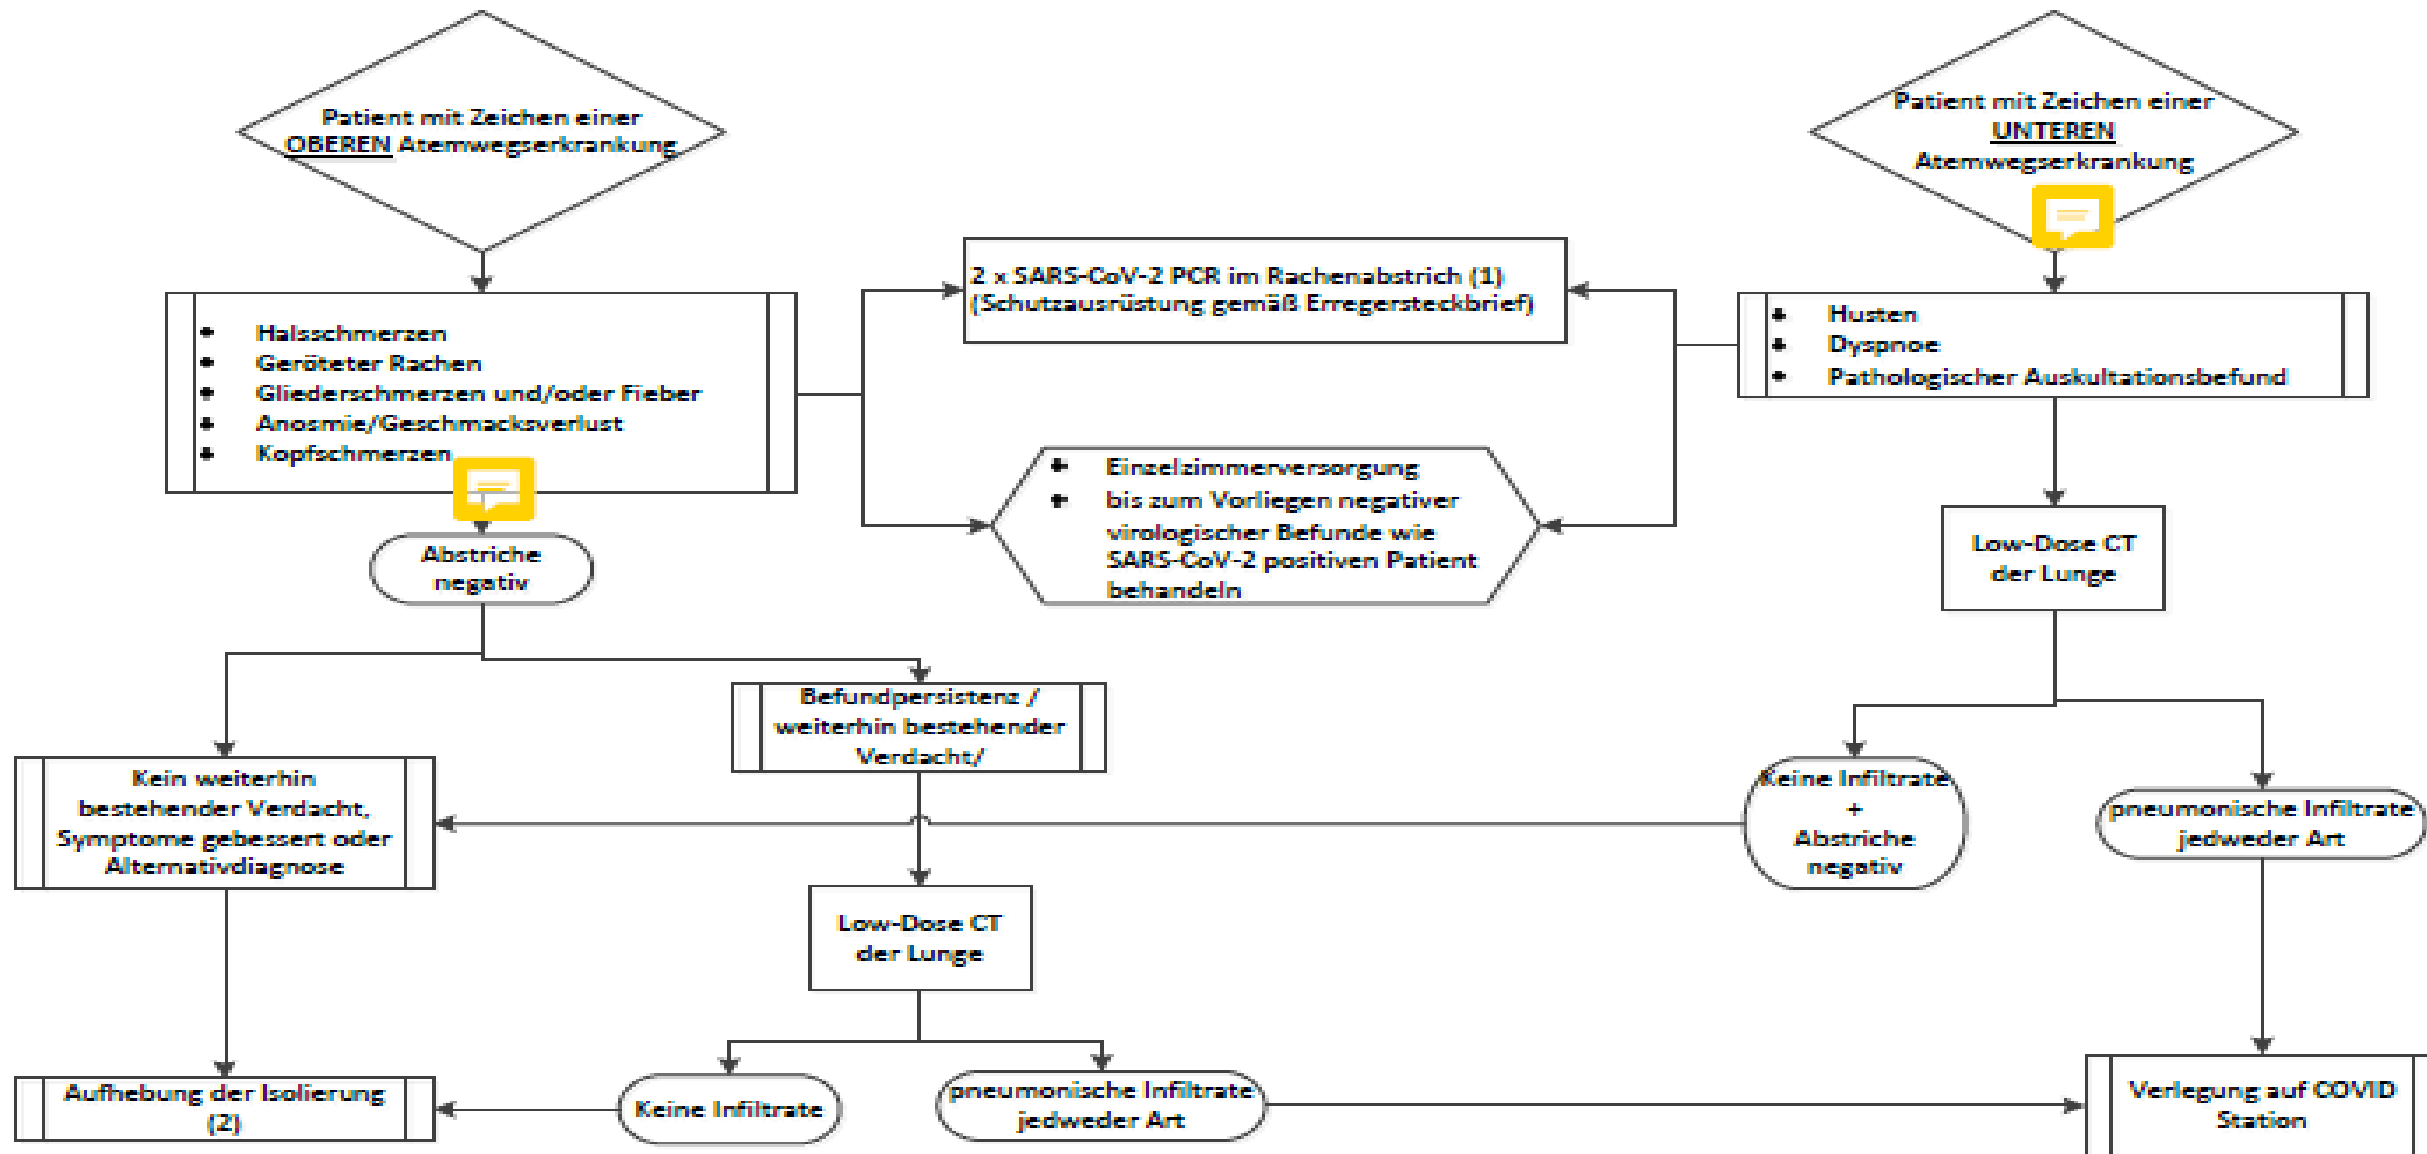 Patient mit Zeichen einer
OBEREN Atemwegserkrankung
Patient mit Zeichen einer
UNTEREN
Atemwegserkrankung
2 x SARS-CoV-2 PCR im Rachenabstrich (1)
(Schutzausrüstung gemäß Erregersteckbrief)
• Halsschmerzen
• Geröteter Rachen
• Gliederschmerzen und/oder Fieber
• Anosmie/Geschmacksverlust
• Kopfschmerzen
• Husten
• Dyspnoe
• Pathologischer Auskultationsbefund
• Einzelzimmerversorgung
• bis zum Vorliegen negativer
virologischer Befunde wie
SARS-CoV-2 positiven Patient
behandeln
Abstriche
negativ
Low-Dose CT
der Lunge
Befundpersistenz /
weiterhin bestehender
Verdacht/
Kein weiterhin
bestehender Verdacht,
Symptome gebessert oder
Alternativdiagnose
Keine Infiltrate
+
Abstriche
negativ
pneumonische Infiltrate
jedweder Art
Low-Dose CT
der Lunge
Aufhebung der Isolierung
(2)
Keine Infiltrate
pneumonische Infiltrate
jedweder Art
Verlegung auf COVID
Station